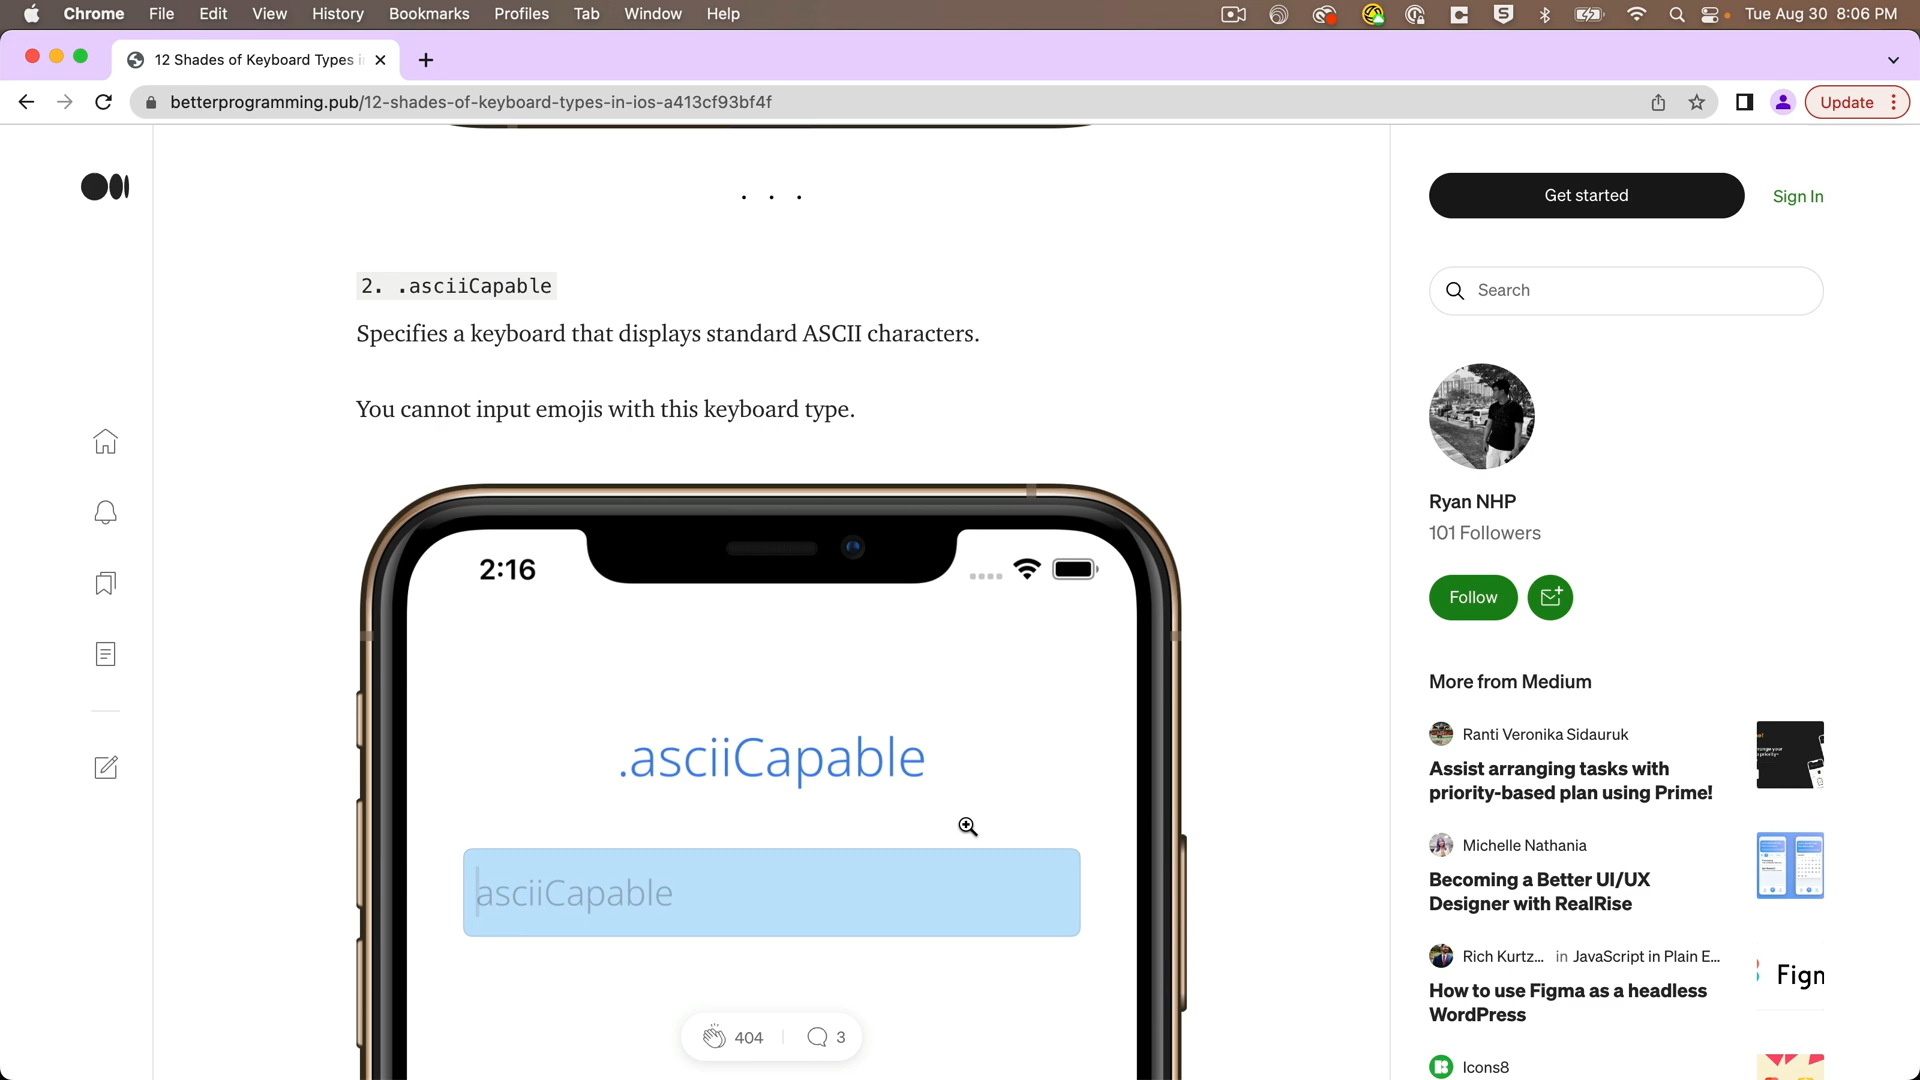 Chrome File Edit View History Bookmarks Profiles Tab Window Help Tue Aug 30 8:06 PM
12 Shades of Keyboard Types i
betterprogramming.pub/12-shades-of-keyboard-types-in-ios-a413cf93bf4f
Update
. . .
2. .asciiCapable
Specifies a keyboard that displays standard ASCII characters.
You cannot input emojis with this keyboard type.
2:16
.asciiCapable
asciiCapable
404
3
Get started
Sign In
Search
Ryan NHP
101 Followers
Follow
More from Medium
Ranti Veronika Sidauruk
Assist arranging tasks with
priority-based plan using Prime!
Michelle Nathania
Becoming a Better UI/UX
Designer with RealRise
Rich Kurtz... in JavaScript in Plain E...
How to use Figma as a headless
WordPress
Figm
Icons8